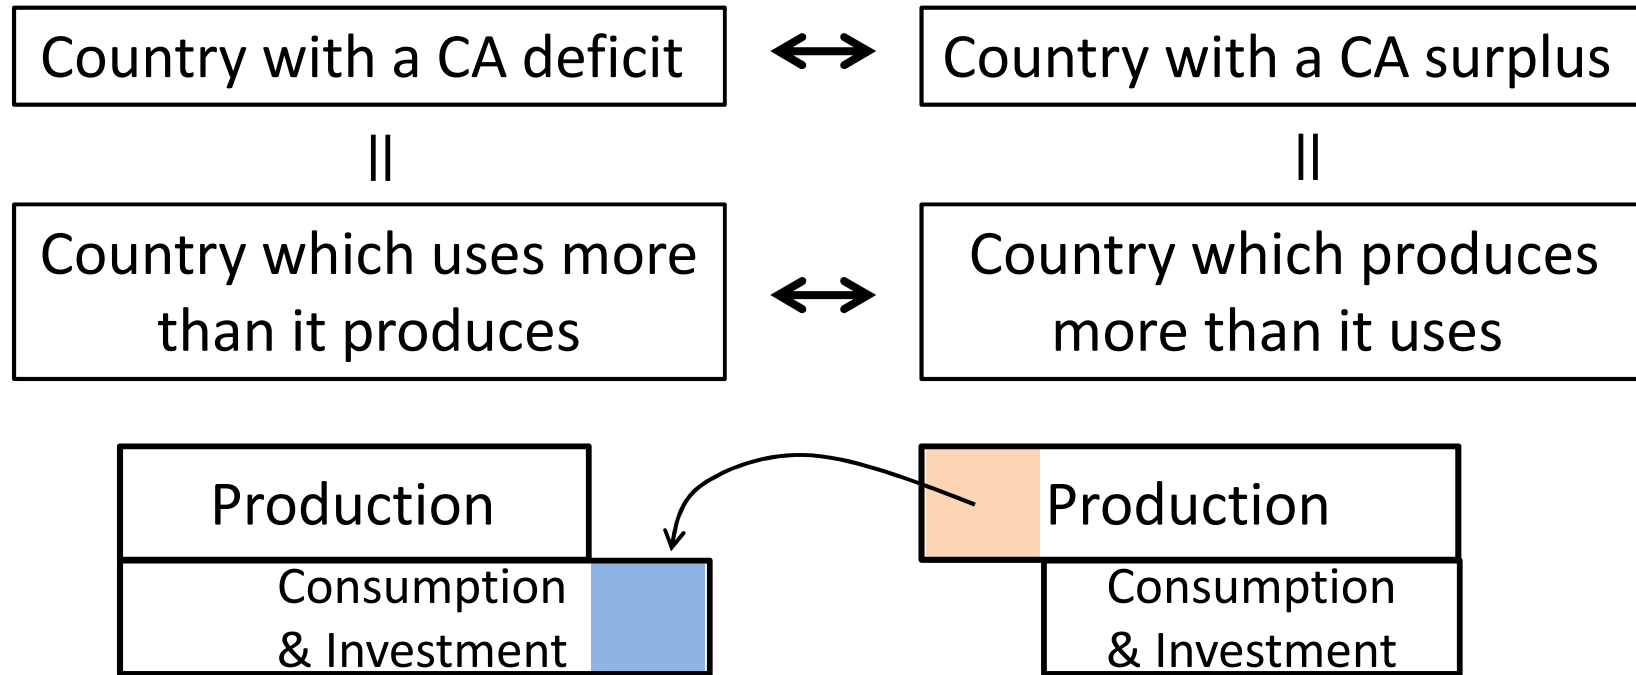 Country with a CA deficit
Country with a CA surplus
Country which uses more
than it produces
Country which produces
more than it uses
Production
Consumption
& Investment
Production
Consumption
& Investment